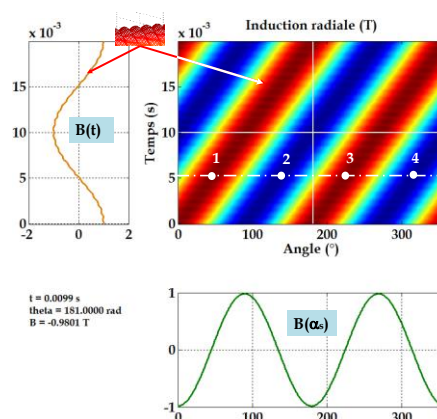 x 10⁻³
x 10⁻³
Induction radiale (T)
20
15
10
5
0
-2
0
2
B(t)
Temps (s)
20
15
10
5
0
1
2
3
4
0
100
200
300
Angle (°)
t = 0.0099 s
theta = 181.0000 rad
B = -0.9801 T
1
0
-1
B(αs)
0
100
200
300